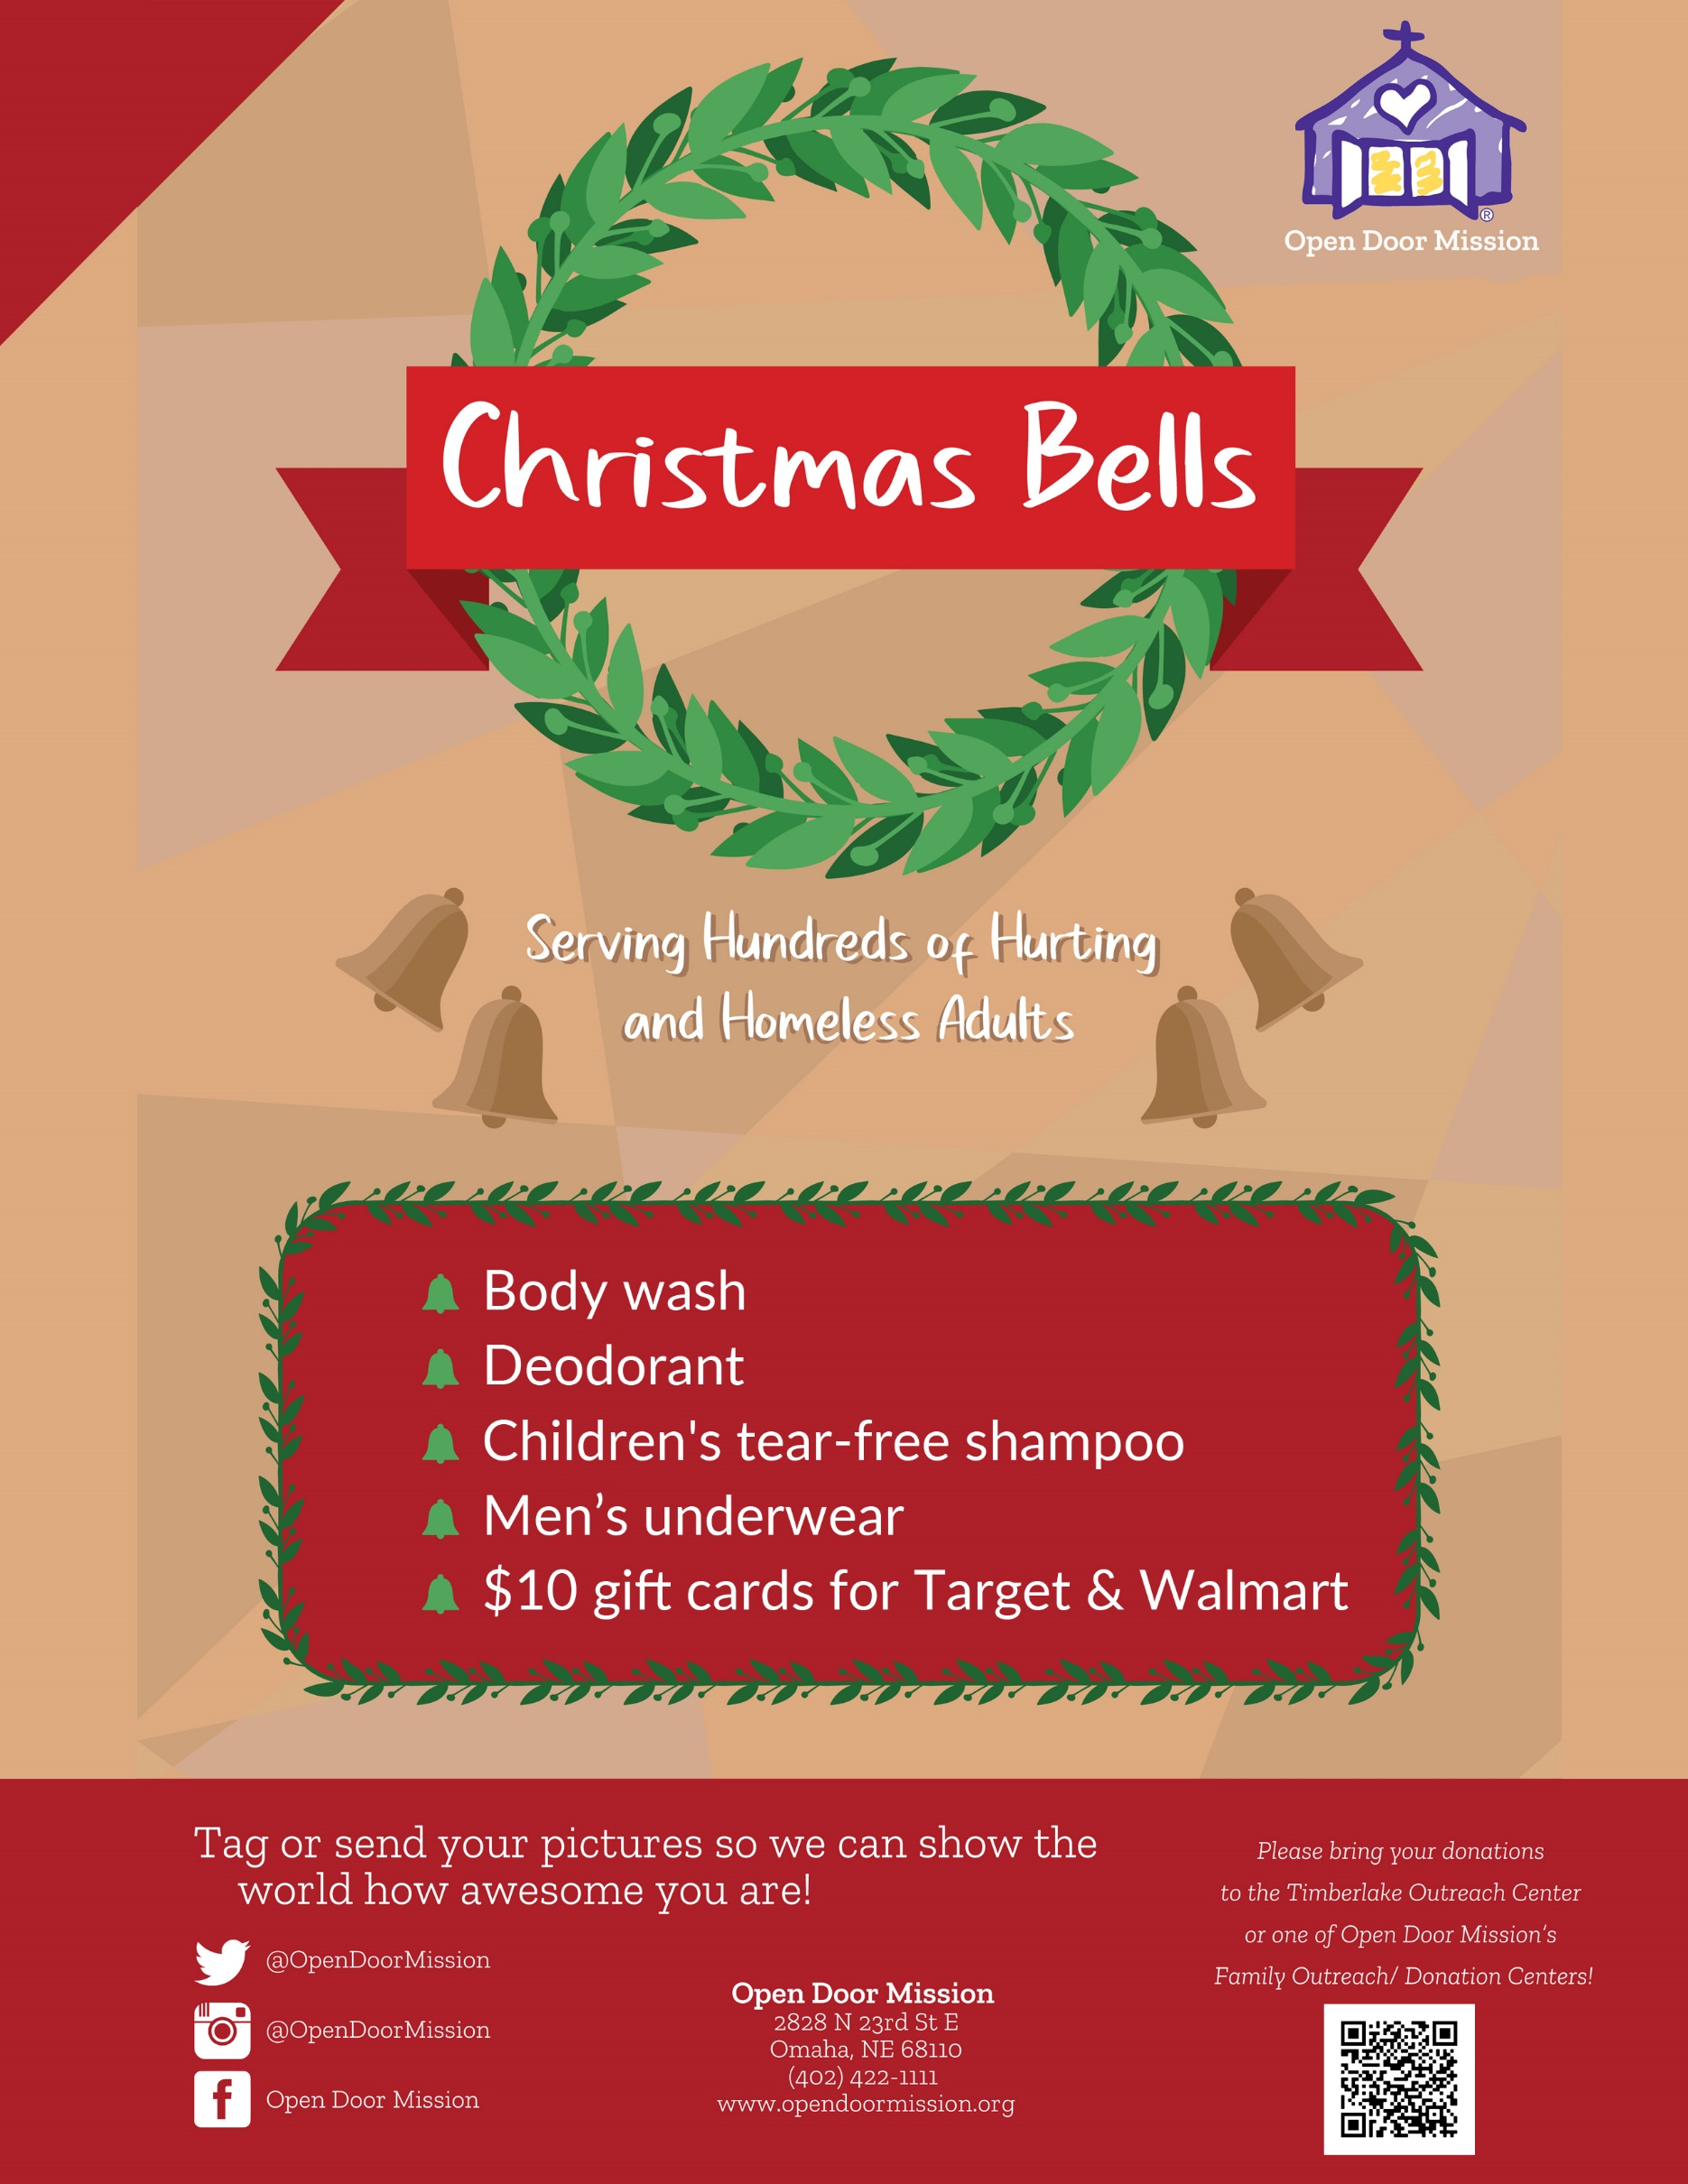 Open Door Mission
®
Christmas Bells
Serving Hundreds of Hurting
and Homeless Adults
Body wash
Deodorant
Children's tear-free shampoo
Men’s underwear
$10 gift cards for Target & Walmart
Tag or send your pictures so we can show the
world how awesome you are!
@OpenDoorMission
@OpenDoorMission
Open Door Mission
Open Door Mission
2828 N 23rd St E
Omaha, NE 68110
(402) 422-1111
www.opendoormission.org
Please bring your donations
to the Timberlake Outreach Center
or one of Open Door Mission’s
Family Outreach/ Donation Centers!